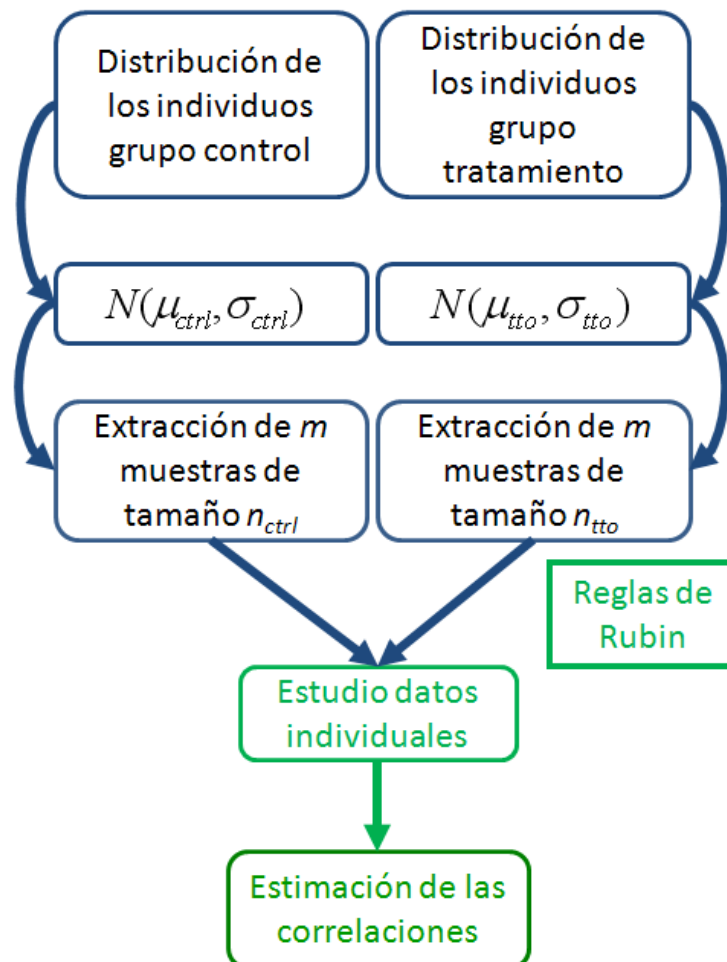 Distribución de
los individuos
grupo control
Distribución de
los individuos
grupo
tratamiento
N(μctrl, σctrl)
N(μtto, σtto)
Extracción de m
muestras de
tamaño nctrl
Extracción de m
muestras de
tamaño ntto
Reglas de
Rubin
Estudio datos
individuales
Estimación de las
correlaciones